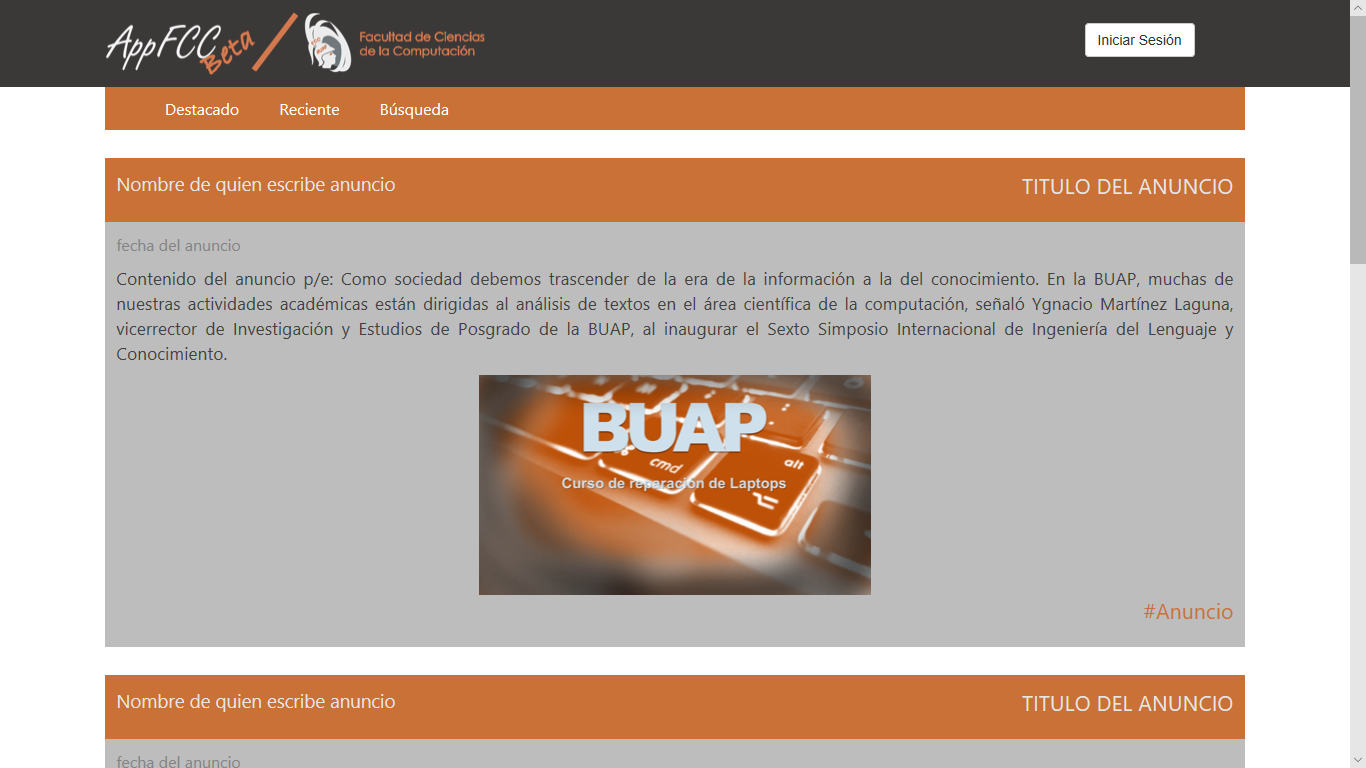 AppFCC Beta
Facultad de Ciencias
de la Computación
Iniciar Sesión
Destacado Reciente Búsqueda
Nombre de quien escribe anuncio TITULO DEL ANUNCIO
fecha del anuncio
Contenido del anuncio p/e: Como sociedad debemos trascender de la era de la información a la del conocimiento. En la BUAP, muchas de
nuestras actividades académicas están dirigidas al análisis de textos en el área científica de la computación, señaló Ygnacio Martínez Laguna,
vicerrector de Investigación y Estudios de Posgrado de la BUAP, al inaugurar el Sexto Simposio Internacional de Ingeniería del Lenguaje y
Conocimiento.
BUAP
cmd
alt
Curso de reparación de Laptops
#Anuncio
Nombre de quien escribe anuncio TITULO DEL ANUNCIO
fecha del anuncio